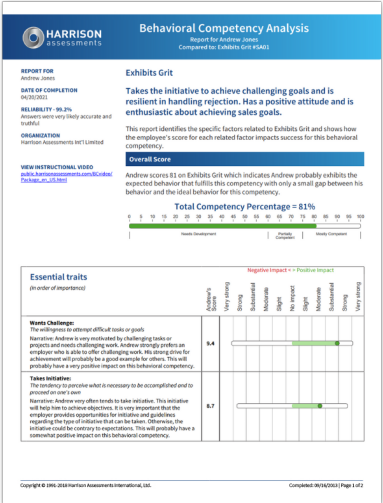 HARRISON
assessments
Behavioral Competency Analysis
Report for Andrew Jones
Compared to: Exhibits Grit #SA01
REPORT FOR
Andrew Jones
DATE OF COMPLETION
04/20/2021
RELIABILITY - 95.2%
Answers were very likely accurate and
truthful
ORGANIZATION
Harrison Assessments Int'l Limited
VIEW INSTRUCTIONAL VIDEO
Package_en_US.html
Exhibits Grit
Takes the initiative to achieve challenging goals and is
resilient in handling rejection. Has a positive attitude and is
enthusiastic about achieving sales goals.
This report identifies the specific factors related to Exhibits Grit and shows how
the employee's score for each related factor impacts success for this behavioral
competency.
Overall Score
Andrew scores 81 on Exhibits Grit which indicates Andrew probably exhibits the
expected behavior that fulfills this competency with only a small gap between his
behavior and the ideal behavior for this competency.
Total Competency Percentage = 81%
0 5 10 15 20 25 30 35 40 45 50 55 60 65 70 75 80 85 90 95 100
Needs Development
Partially
Competent
Mostly Competent
Essential traits
(in order of importance)
Negative Impact = = Positive Impact
Andrew's
Score
Very strong
Strong
Substantial
Moderate
Slight
No impact
Slight
Moderate
Substantial
Strong
Very strong
Wants Challenge:
The willingness to attempt difficult tasks or goals
Narrative: Andrew is very motivated by challenging tasks or
projects and needs challenging work. Andrew strongly prefers an
employer who is able to offer challenging work. His strong drive for
achievement will probably be a good example for others. This will
probably have a very positive impact on this behavioral competency.
9.4
Takes Initiative:
The tendency to perceive what is necessary to be accomplished and to
proceed on one's own
Narrative: Andrew very often tends to take initiative. This initiative
will help him to achieve objectives. It is very important that the
employer provides opportunities for initiative and guidelines
regarding the type of initiative that can be taken. Otherwise, the
initiative could be contrary to expectations. This will probably have a
somewhat positive impact on this behavioral competency.
8.7
Copyright © 1991-2018 Harrison Assessments International, Ltd.
Completed: 09/16/2013 | Page 1 of 2